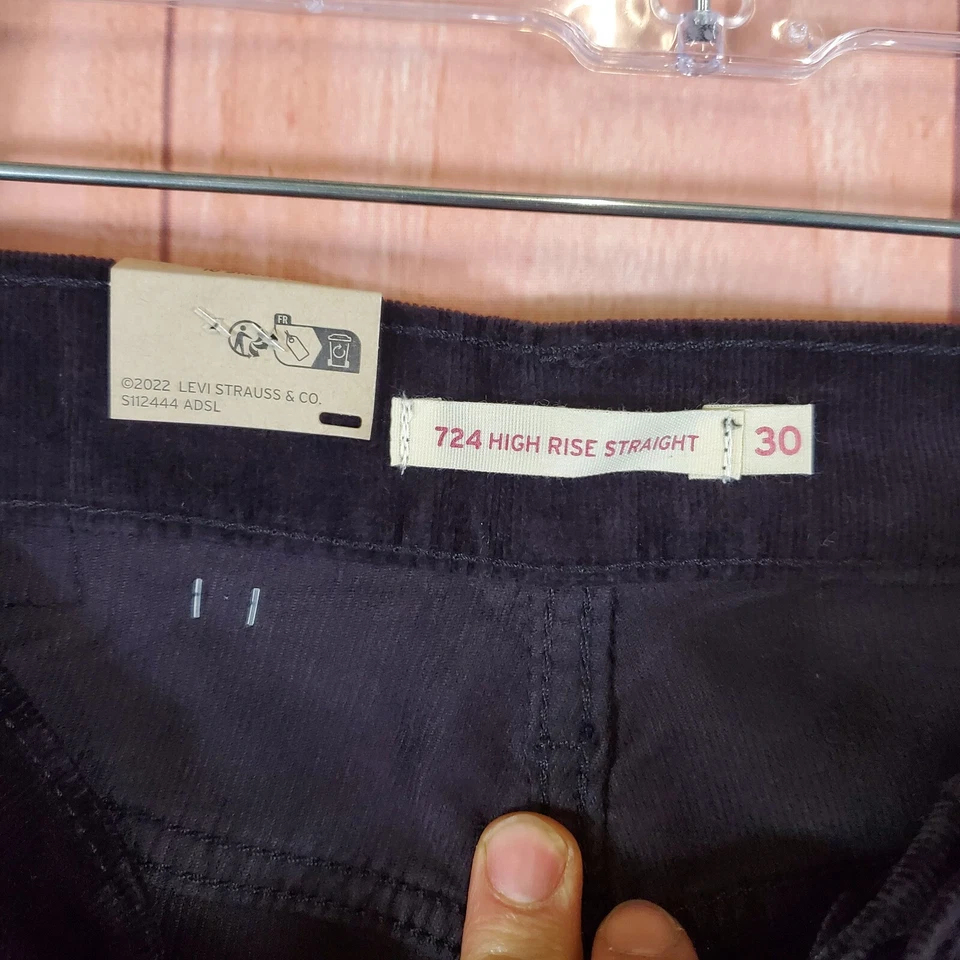 FR
©2022 LEVI STRAUSS & CO.
S112444 ADSL
724 HIGH RISE STRAIGHT
30